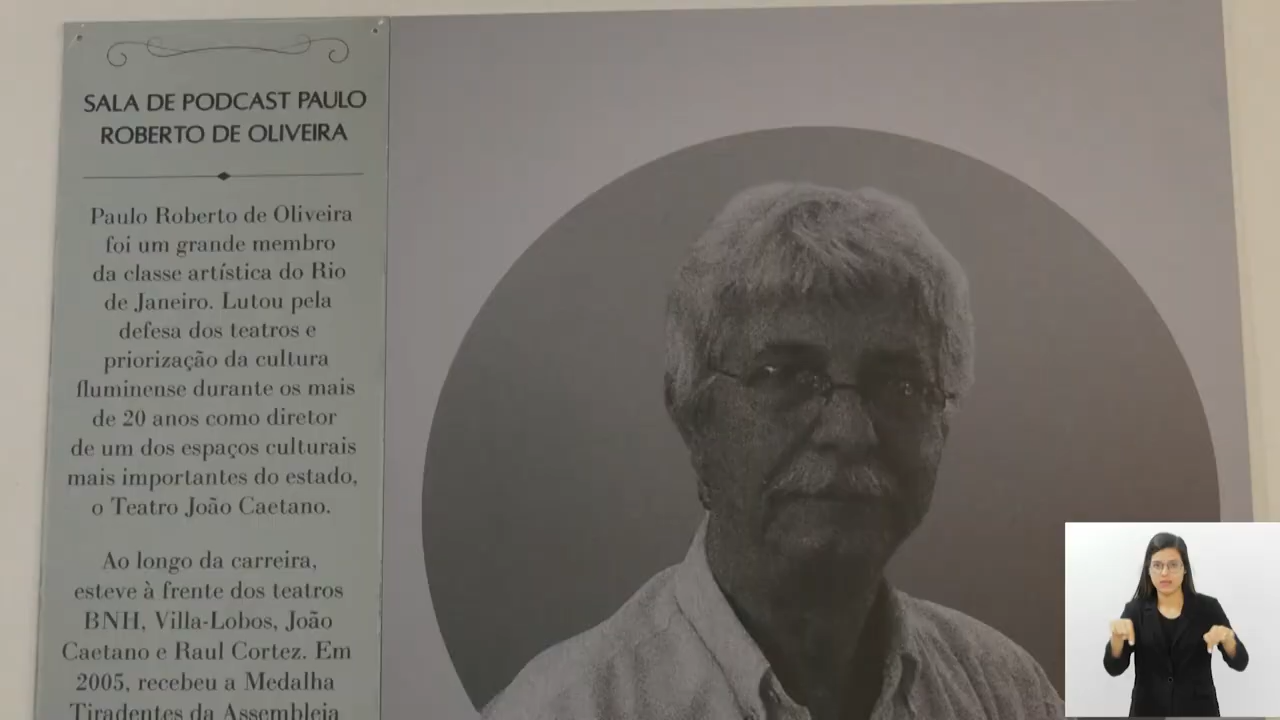 SALA DE PODCAST PAULO
ROBERTO DE OLIVEIRA
Paulo Roberto de Oliveira
foi um grande membro
da classe artística do Rio
de Janeiro. Lutou pela
defesa dos teatros e
priorização da cultura
fluminense durante os mais
de 20 anos como diretor
de um dos espaços culturais
mais importantes do estado,
o Teatro João Caetano.
Ao longo da carreira,
esteve à frente dos teatros
BNH, Villa-Lobos, João
Caetano e Raul Cortez. Em
2005, recebeu a Medalha
Tiradentes da Assembleia